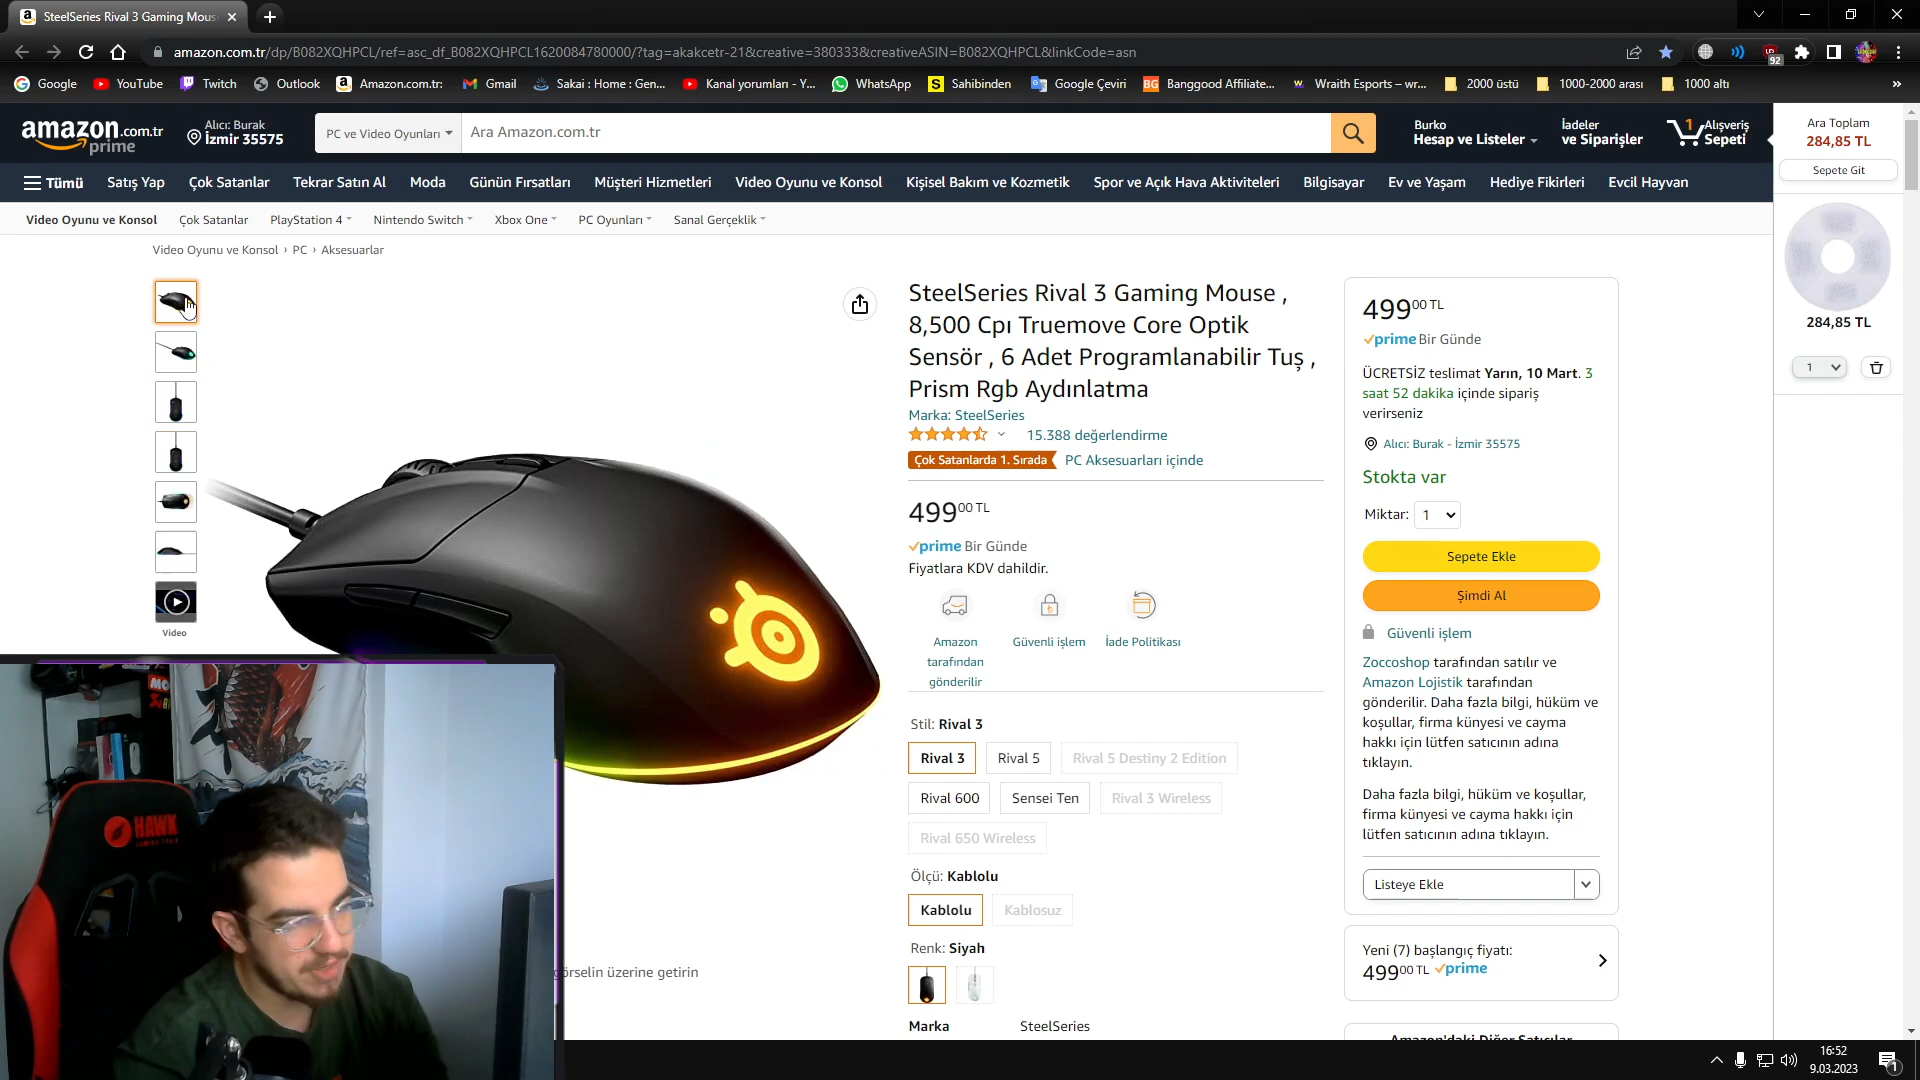 SteelSeries Rival 3 Gaming Mous
amazon.com.tr/dp/B082XQHPCL/ref=asc_df_B082XQHPCL1620084780000/?tag=akakcetr-21&creative=380333&creativeASIN=B082XQHPCL&linkCode=asn
92
Google YouTube Twitch Outlook Amazon.com.tr: Gmail Sakai : Home : Gen... Kanal yorumları - Y... WhatsApp Sahibinden Google Çeviri Banggood Affiliate... Wraith Esports – wr... 2000 üstü 1000-2000 arası 1000 altı »
amazon.com.tr
prime
Alıcı: Burak
İzmir 35575
PC ve Video Oyunları
Ara Amazon.com.tr
Burko
Hesap ve Listeler
İadeler
ve Siparişler
1
Alışveriş
Sepeti
Ara Toplam
284,85 TL
Sepete Git
284,85 TL
1
Tümü Satış Yap Çok Satanlar Tekrar Satın Al Moda Günün Fırsatları Müşteri Hizmetleri Video Oyunu ve Konsol Kişisel Bakım ve Kozmetik Spor ve Açık Hava Aktiviteleri Bilgisayar Ev ve Yaşam Hediye Fikirleri Evcil Hayvan
Video Oyunu ve Konsol Çok Satanlar PlayStation 4 Nintendo Switch Xbox One PC Oyunları Sanal Gerçeklik
Video Oyunu ve Konsol › PC › Aksesuarlar
Video
SteelSeries Rival 3 Gaming Mouse ,
8,500 Cpı Truemove Core Optik
Sensör , 6 Adet Programlanabilir Tuş ,
Prism Rgb Aydınlatma
Marka: SteelSeries
15.388 değerlendirme
Çok Satanlarda 1. Sırada PC Aksesuarları içinde
49900 TL
prime Bir Günde
Fiyatlara KDV dahildir.
Amazon
tarafından
gönderilir
Güvenli işlem
İade Politikası
Stil: Rival 3
Rival 3 Rival 5 Rival 5 Destiny 2 Edition
Rival 600 Sensei Ten Rival 3 Wireless
Rival 650 Wireless
Ölçü: Kablolu
Kablolu Kablosuz
Renk: Siyah
Marka SteelSeries
49900 TL
prime Bir Günde
ÜCRETSİZ teslimat Yarın, 10 Mart. 3
saat 52 dakika içinde sipariş
verirseniz
Alıcı: Burak - İzmir 35575
Stokta var
Miktar: 1
Sepete Ekle
Şimdi Al
Güvenli işlem
Zoccoshop tarafından satılır ve
Amazon Lojistik tarafından
gönderilir. Daha fazla bilgi, hüküm ve
koşullar, firma künyesi ve cayma
hakkı için lütfen satıcının adına
tıklayın.
Daha fazla bilgi, hüküm ve koşullar,
firma künyesi ve cayma hakkı için
lütfen satıcının adına tıklayın.
Listeye Ekle
Yeni (7) başlangıç fiyatı:
49900 TL prime
Amazon'daki Diğer Satıcılar
görselin üzerine getirin
HAWK
16:52
9.03.2023
1